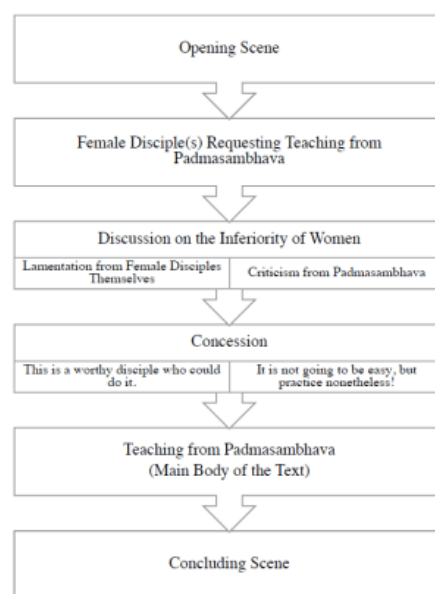 Opening Scene
Female Disciple(s) Requesting Teaching from
Padmasambhava
Discussion on the Inferiority of Women
Lamentation from Female Disciples
Themselves
Criticism from Padmasambhava
Concession
This is a worthy disciple who could
do it.
It is not going to be easy, but
practice nonetheless!
Teaching from Padmasambhava
(Main Body of the Text)
Concluding Scene